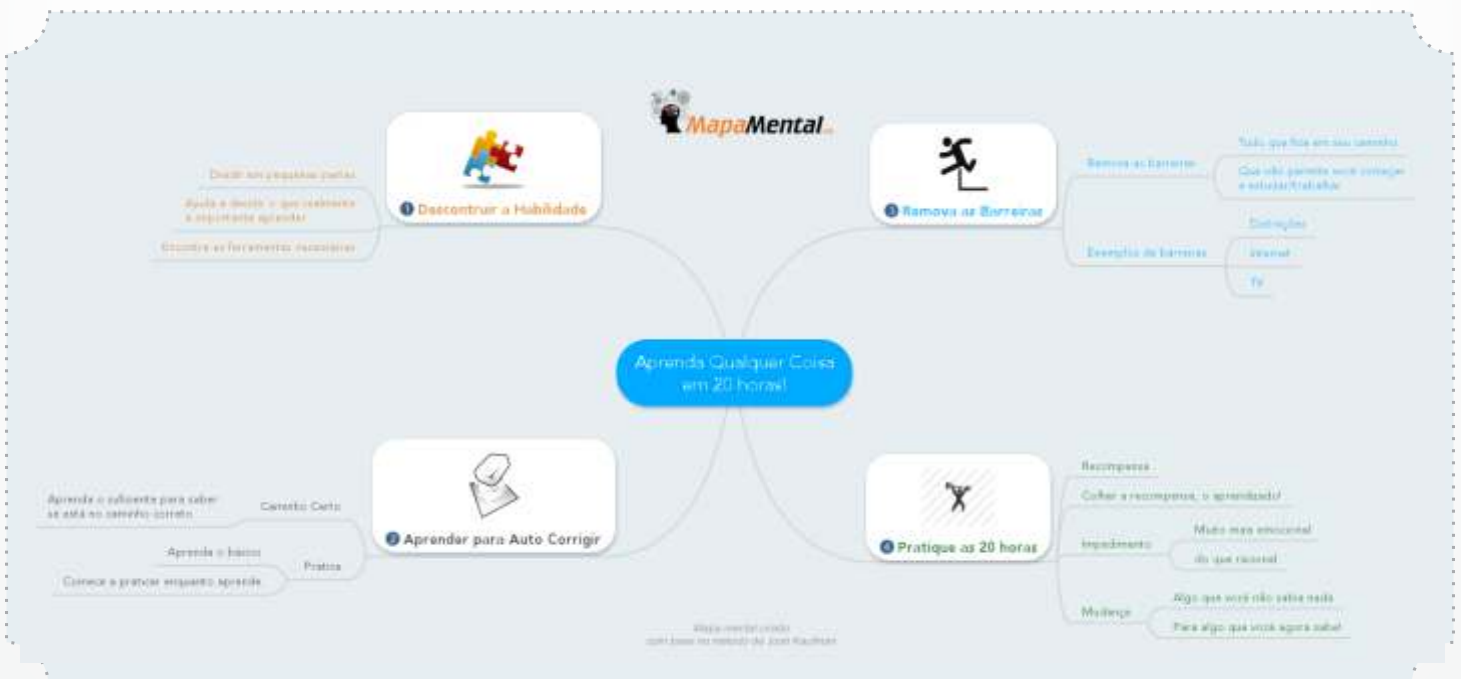 MapaMental
1 Descontruir a Habilidade
Dividir em pequenas partes
Ajuda a decidir o que realmente
é importante aprender
Encontre as ferramentas necessárias
3 Remova as Barreiras
Remova as barreiras
Tudo que fica em seu caminho
Que não permite você começar
a estudar/trabalhar
Exemplos de barreiras
Distrações
Internet
TV
Aprenda Qualquer Coisa
em 20 horas!
2 Aprender para Auto Corrigir
Caminho Certo
Aprenda o suficiente para saber
se está no caminho correto
Pratica
Aprenda o básico
Comece a praticar enquanto aprende
4 Pratique as 20 horas
Recompensa
Colher a recompensa, o aprendizado!
Impedimento
Muito mais emocional
do que racional
Mudança
Algo que você não sabia nada
Para algo que você agora sabe!
Mapa mental criado
com base no método de Josh Kaufman